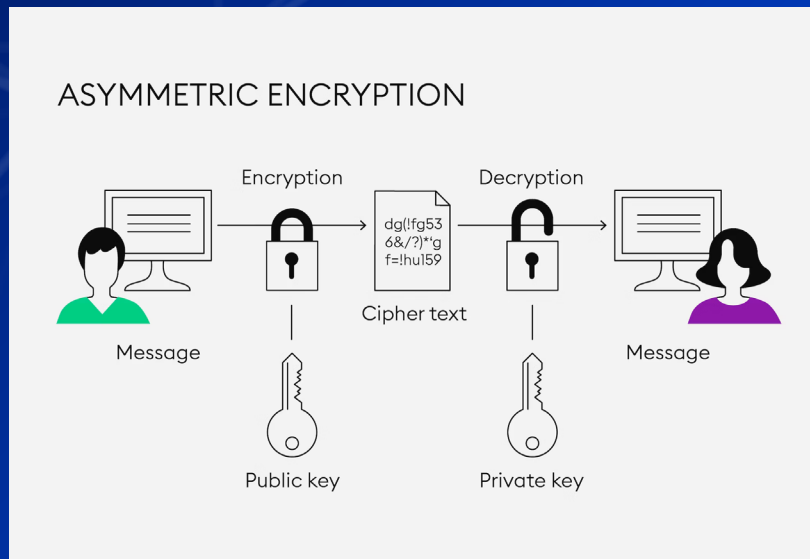 ASYMMETRIC ENCRYPTION
Encryption
Decryption
dg(!fg53
6&/?)*'g
f=!hu159
Cipher text
Message
Message
Public key
Private key